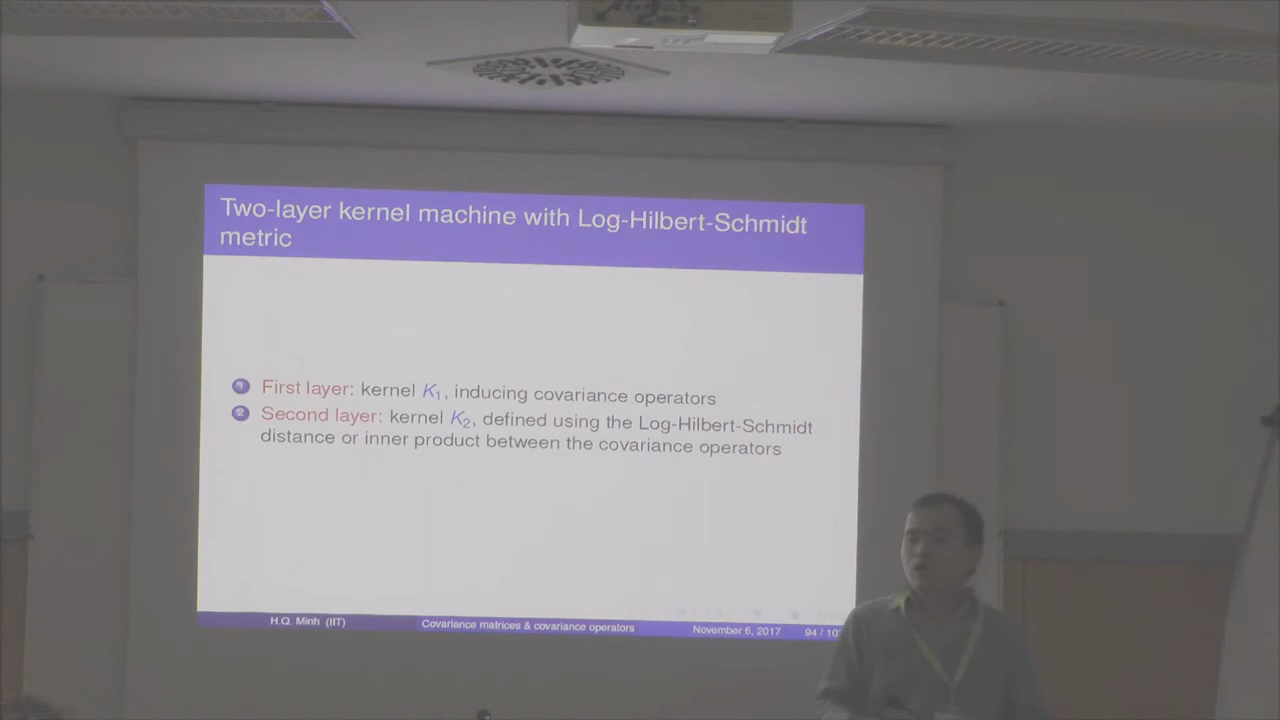 Two-layer kernel machine with Log-Hilbert-Schmidt
metric
1 First layer: kernel K1, inducing covariance operators
2 Second layer: kernel K2, defined using the Log-Hilbert-Schmidt
distance or inner product between the covariance operators
H.Q. Minh (IIT) Covariance matrices & covariance operators November 6, 2017 94 /